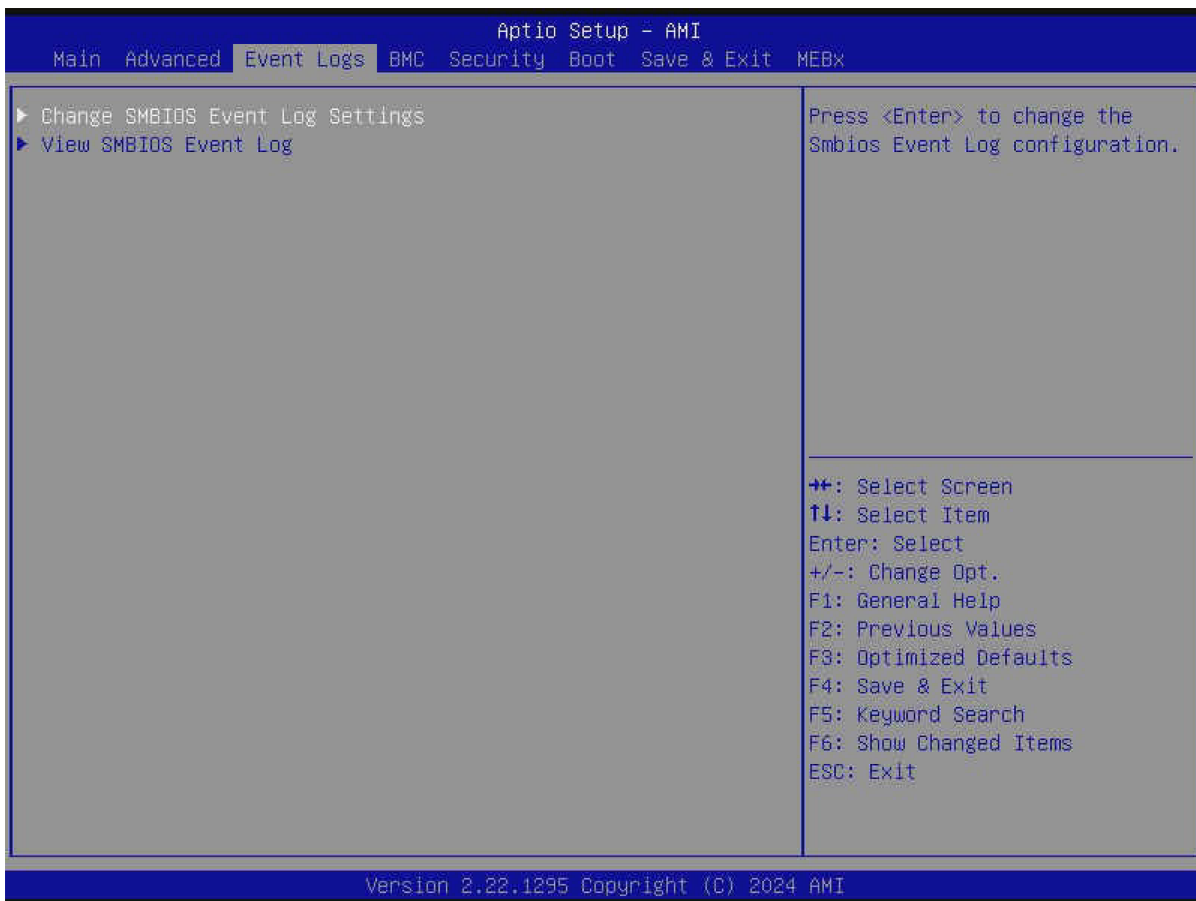 Aptio Setup – AMI
Main Advanced Event Logs BMC Security Boot Save & Exit MEBx
▶ Change SMBIOS Event Log Settings
▶ View SMBIOS Event Log
Press <Enter> to change the
Smbios Event Log configuration.
→←: Select Screen
↑↓: Select Item
Enter: Select
+/-: Change Opt.
F1: General Help
F2: Previous Values
F3: Optimized Defaults
F4: Save & Exit
F5: Keyword Search
F6: Show Changed Items
ESC: Exit
Version 2.22.1295 Copyright (C) 2024 AMI